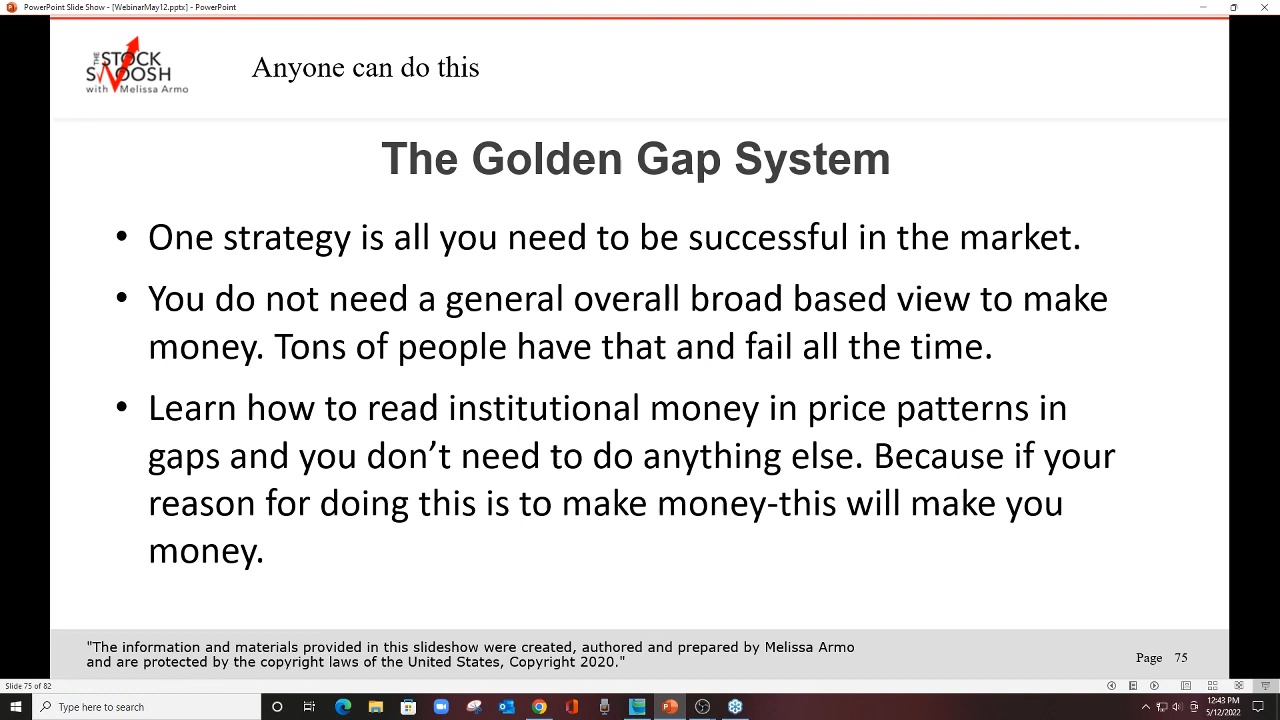 PowerPoint Slide Show - [WebinarMay12.pptx] - PowerPoint
THE STOCK
SWOOSH
with Melissa Armo
Anyone can do this
The Golden Gap System
• One strategy is all you need to be successful in the market.
• You do not need a general overall broad based view to make
money. Tons of people have that and fail all the time.
• Learn how to read institutional money in price patterns in
gaps and you don’t need to do anything else. Because if your
reason for doing this is to make money-this will make you
money.
"The information and materials provided in this slideshow were created, authored and prepared by Melissa Armo
and are protected by the copyright laws of the United States, Copyright 2020."
Page 75
Slide 75 of 82
Type here to search
12:43 PM
5/12/2022